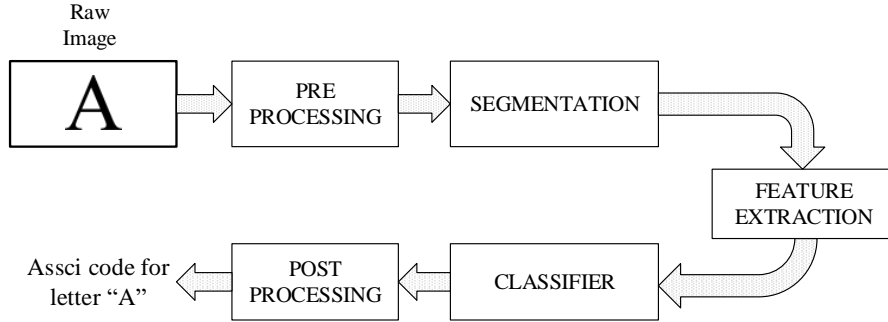 Raw
Image
A
PRE
PROCESSING
SEGMENTATION
FEATURE
EXTRACTION
CLASSIFIER
POST
PROCESSING
Assci code for
letter “A”